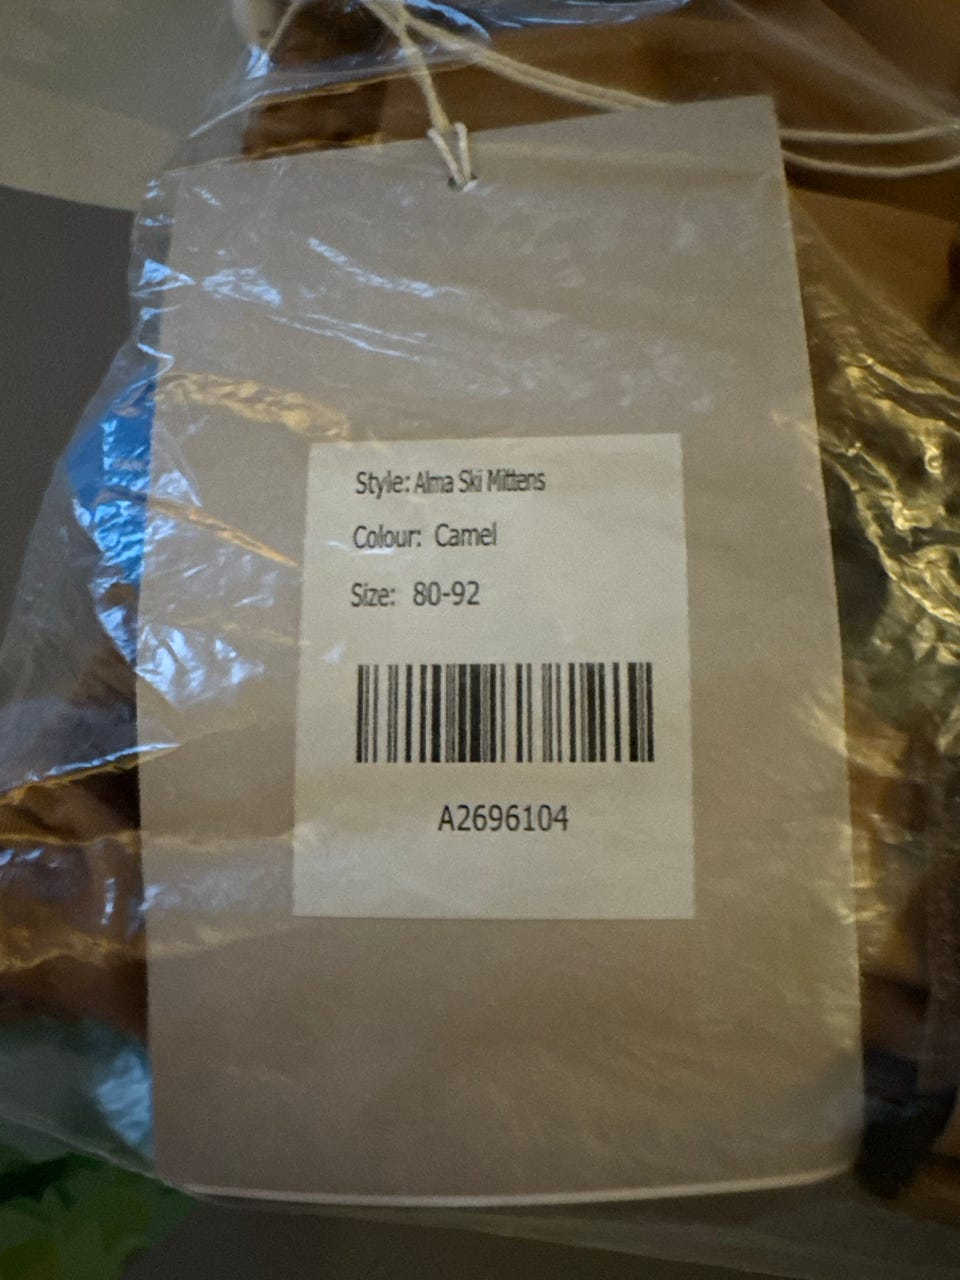 Style: Alma Ski Mittens
Colour: Camel
Size: 80-92
A2696104